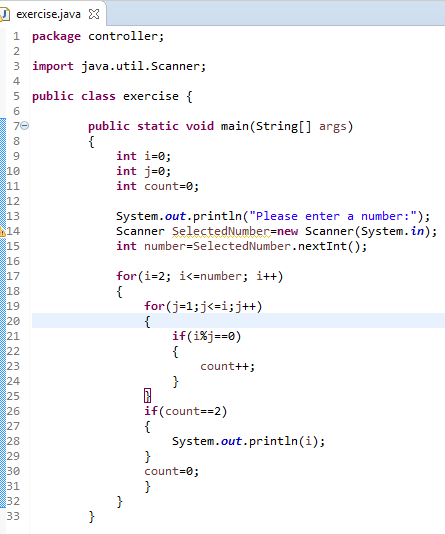 exercise.java
1 package controller;
2
3 import java.util.Scanner;
4
5 public class exercise {
6
7 public static void main(String[] args)
8 {
9 int i=0;
10 int j=0;
11 int count=0;
12
13 System.out.println("Please enter a number:");
14 Scanner SelectedNumber=new Scanner(System.in);
15 int number=SelectedNumber.nextInt();
16
17 for(i=2; i<=number; i++)
18 {
19 for(j=1;j<=i;j++)
20 {
21 if(i%j==0)
22 {
23 count++;
24 }
25 }
26 if(count==2)
27 {
28 System.out.println(i);
29 }
30 count=0;
31 }
32 }
33 }